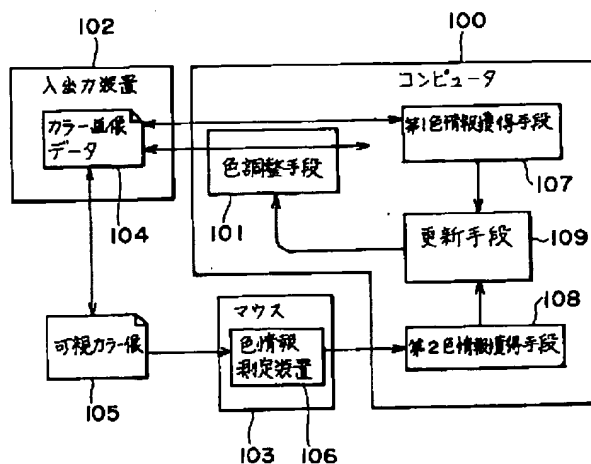 102
100
入出力装置
コンピュータ
カラー画像
データ
第1色情報獲得手段
色調整手段
104
101
107
更新手段
109
108
マウス
可視カラー像
色情報
測定装置
第2色情報獲得手段
105
103
106